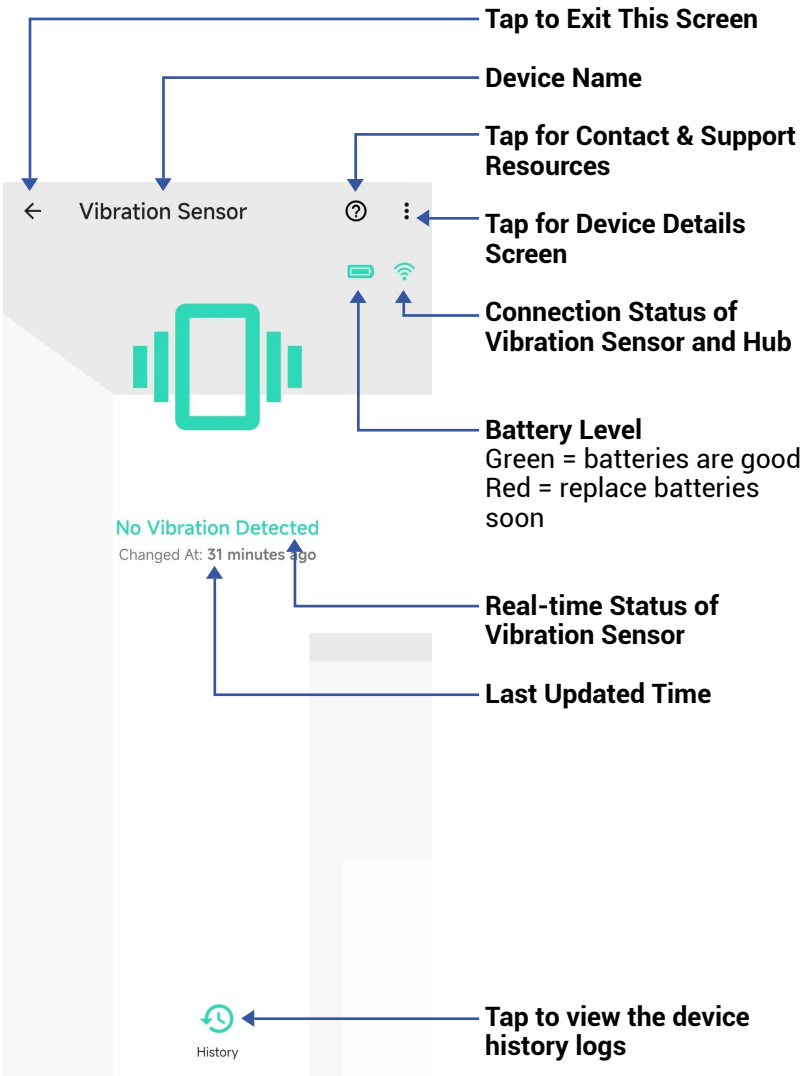 Tap to Exit This Screen
Device Name
Tap for Contact & Support
Resources
Vibration Sensor
Tap for Device Details
Screen
Connection Status of
Vibration Sensor and Hub
Battery Level
Green = batteries are good
Red = replace batteries
soon
No Vibration Detected
Changed At: 31 minutes ago
Real-time Status of
Vibration Sensor
Last Updated Time
Tap to view the device
history logs
History